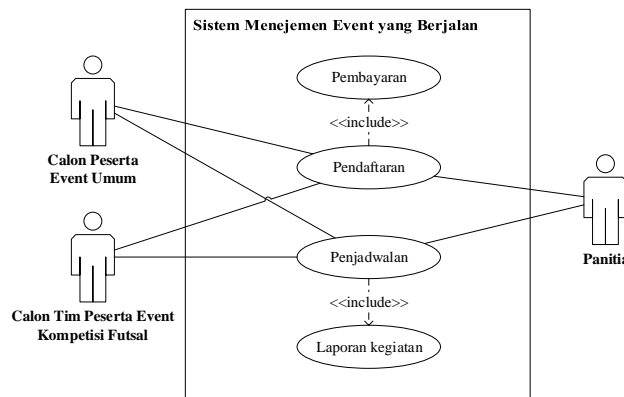 Sistem Menejemen Event yang Berjalan
Pembayaran
<<include>>
Calon Peserta
Event Umum
Pendaftaran
Panitia
Penjadwalan
Calon Tim Peserta Event
Kompetisi Futsal
<<include>>
Laporan kegiatan